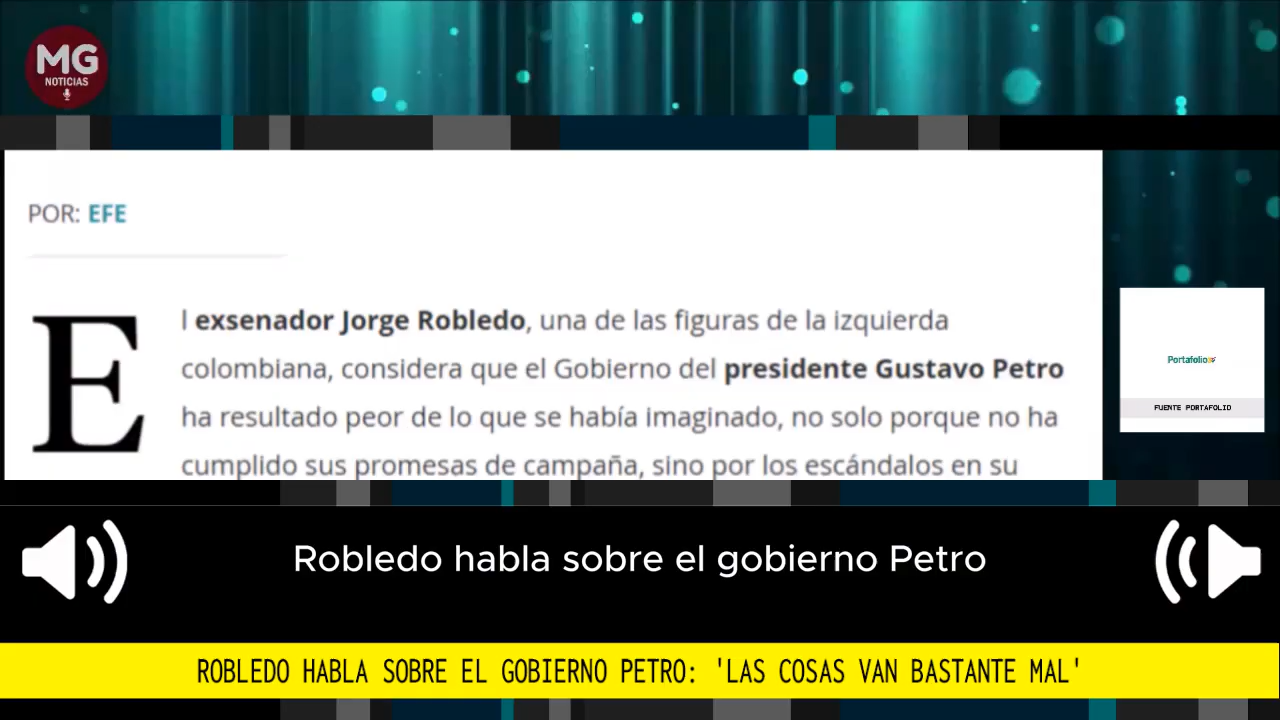 MG
NOTICIAS
POR: EFE
El exsenador Jorge Robledo, una de las figuras de la izquierda
colombiana, considera que el Gobierno del presidente Gustavo Petro
ha resultado peor de lo que se había imaginado, no solo porque no ha
cumplido sus promesas de campaña, sino por los escándalos en su
Portafolio
FUENTE PORTAFOLIO
Robledo habla sobre el gobierno Petro
ROBLEDO HABLA SOBRE EL GOBIERNO PETRO: 'LAS COSAS VAN BASTANTE MAL'